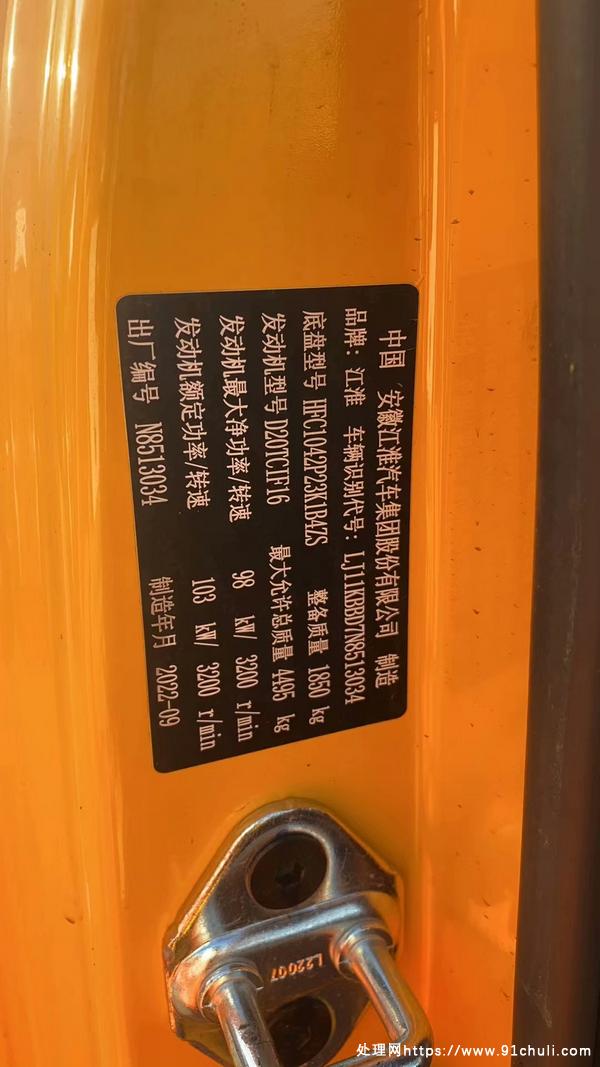 中国 安徽江淮汽车集团股份有限公司 制造
品牌：江淮 车辆识别代号：LJ11KBBD7N8513034
底盘型号 HFC1042P23K1B4ZS 整备质量 1850 kg
发动机型号 D20TCIF16 最大允许总质量 4495 kg
发动机最大净功率/转速 98 kW/ 3200 r/min
发动机额定功率/转速 103 kW/ 3200 r/min
出厂编号 N8513034 制造年月 2022-09
L22007
处理网https://www.91chuli.com